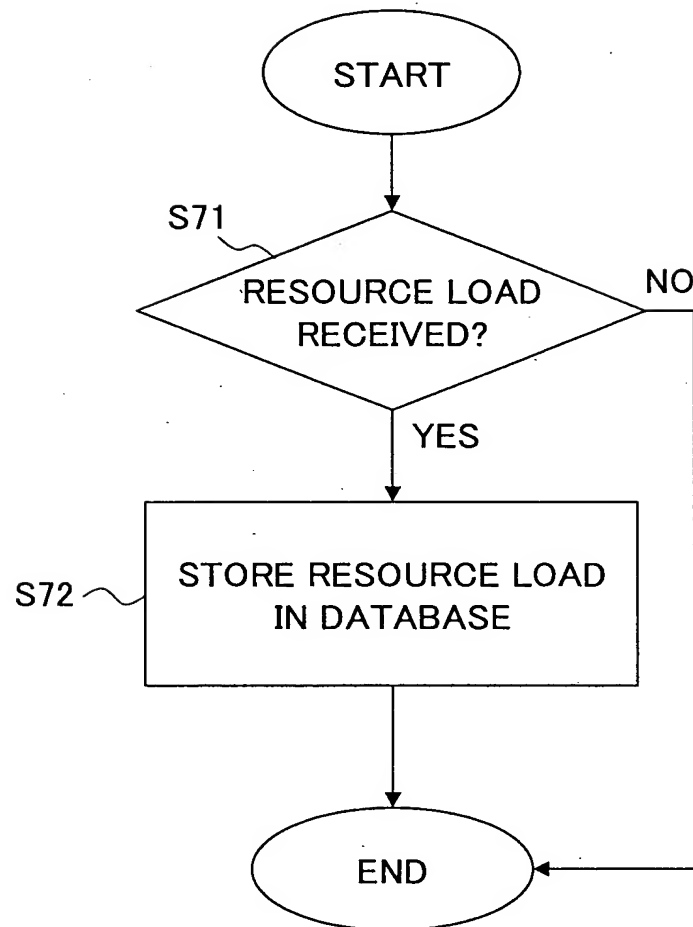 START
S71
RESOURCE LOAD
RECEIVED?
NO
YES
S72
STORE RESOURCE LOAD
IN DATABASE
END